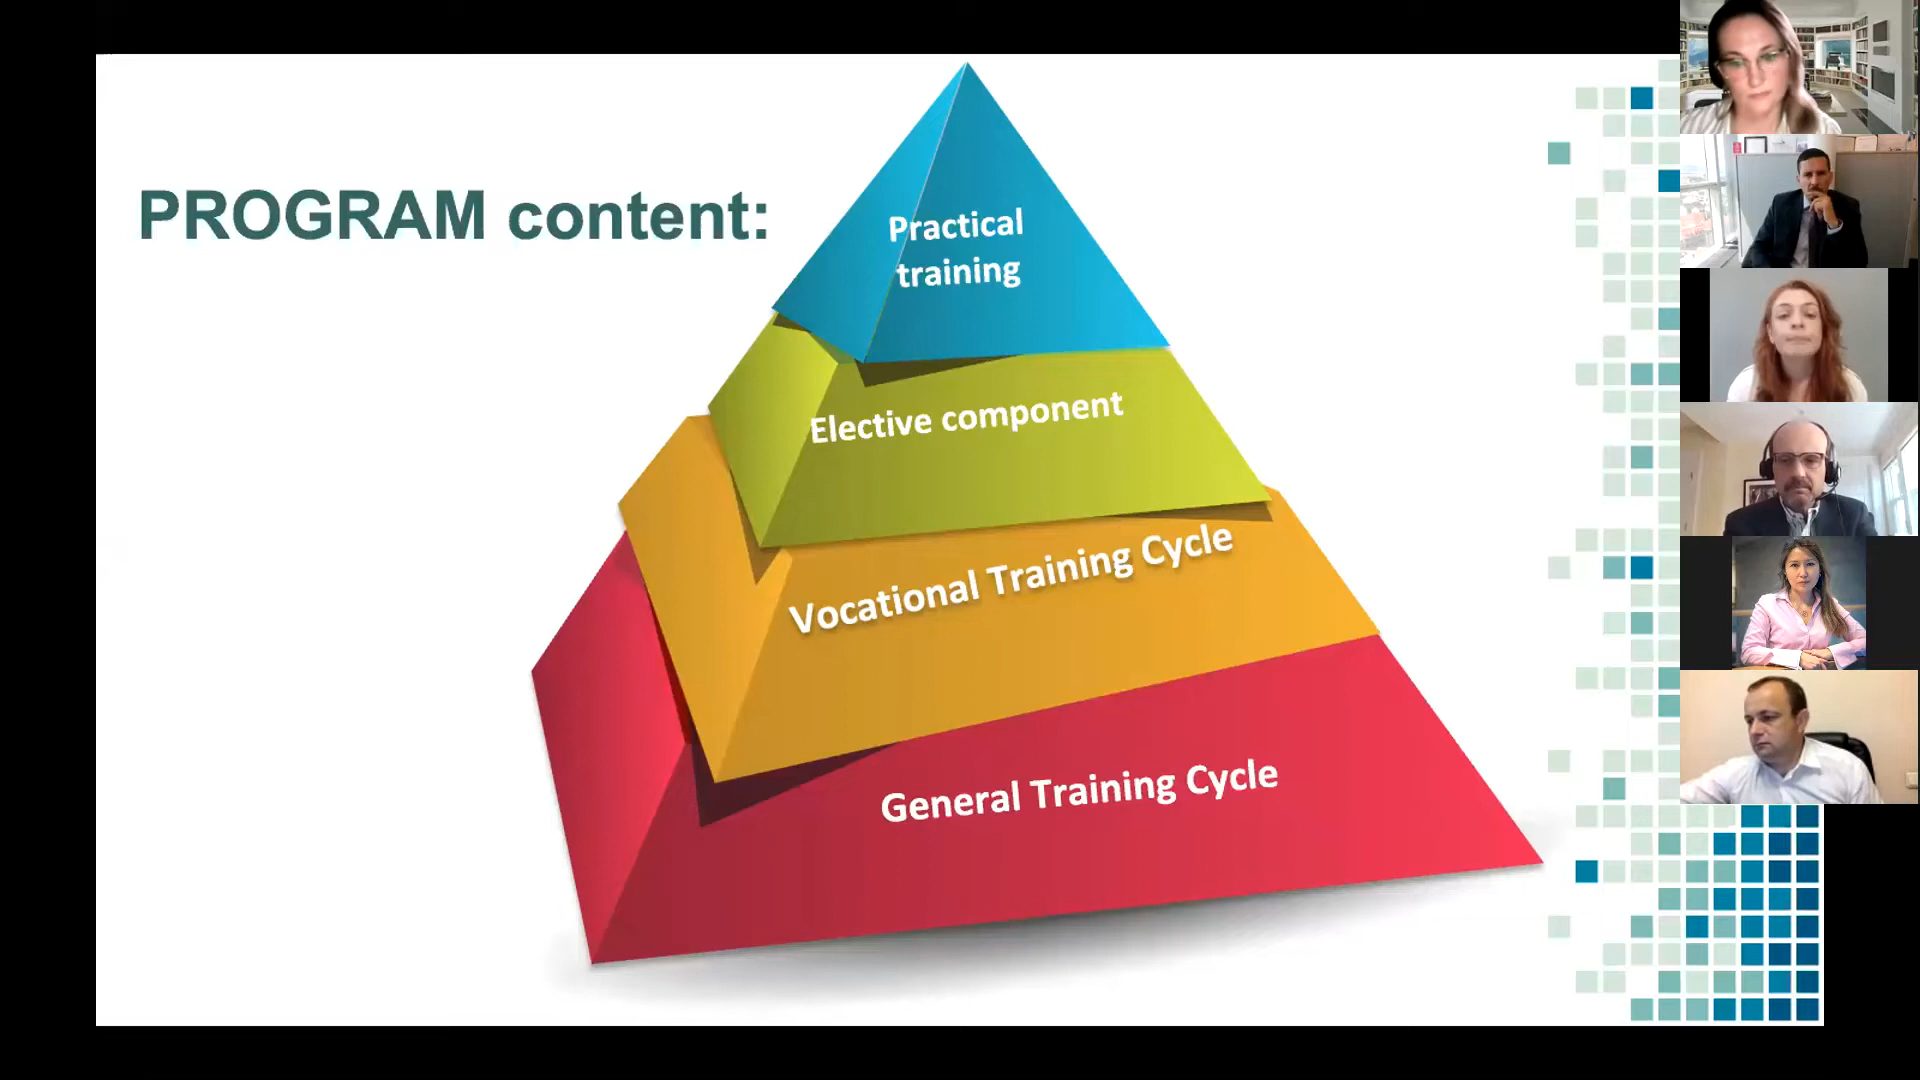 PROGRAM content:
Practical
training
Elective component
Vocational Training Cycle
General Training Cycle